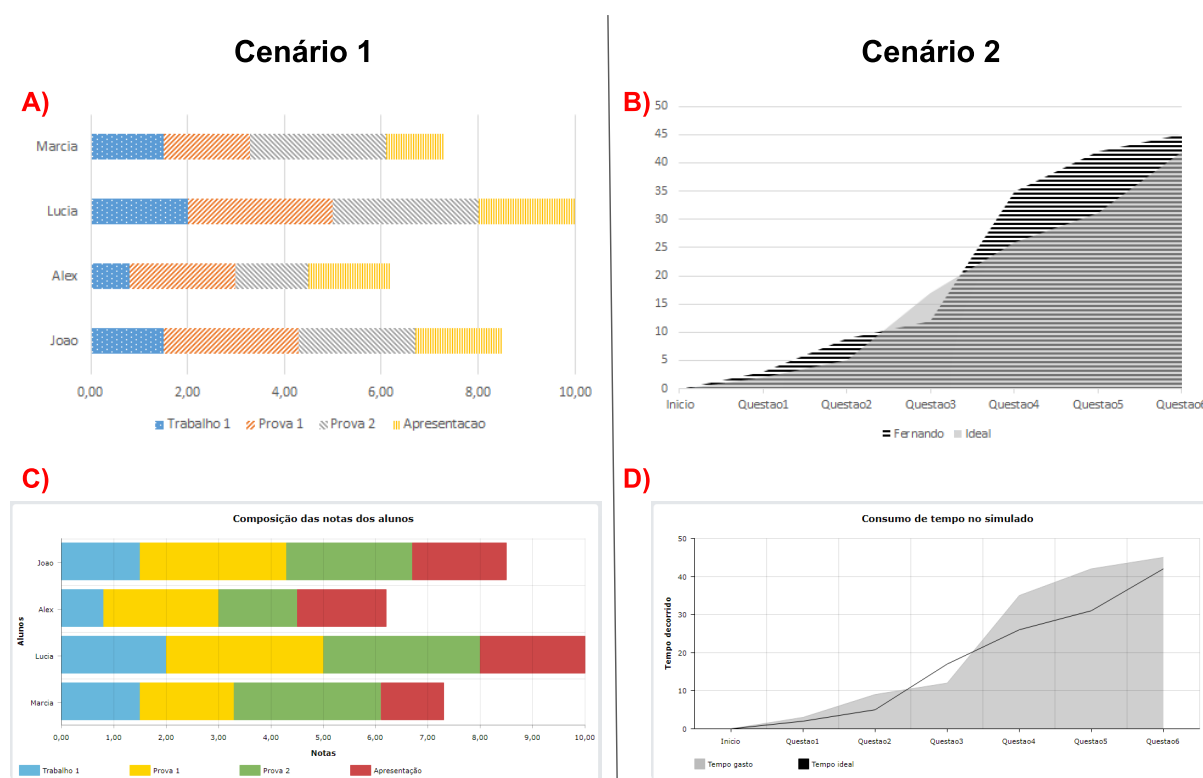 Cenário 1
Cenário 2
A)
Marcia
Lucia
Alex
Joao
0,00 2,00 4,00 6,00 8,00 10,00
Trabalho 1 Prova 1 Prova 2 Apresentacao
B)
50
45
40
35
30
25
20
15
10
5
0
Inicio Questao1 Questao2 Questao3 Questao4 Questao5 Questao6
Fernando Ideal
C)
Composição das notas dos alunos
Alunos
Joao
Alex
Lucia
Marcia
0,00 1,00 2,00 3,00 4,00 5,00 6,00 7,00 8,00 9,00 10,00
Notas
Trabalho 1 Prova 1 Prova 2 Apresentação
D)
Consumo de tempo no simulado
Tempo decorrido
50
40
30
20
10
0
Inicio Questao1 Questao2 Questao3 Questao4 Questao5 Questao6
Tempo gasto Tempo ideal